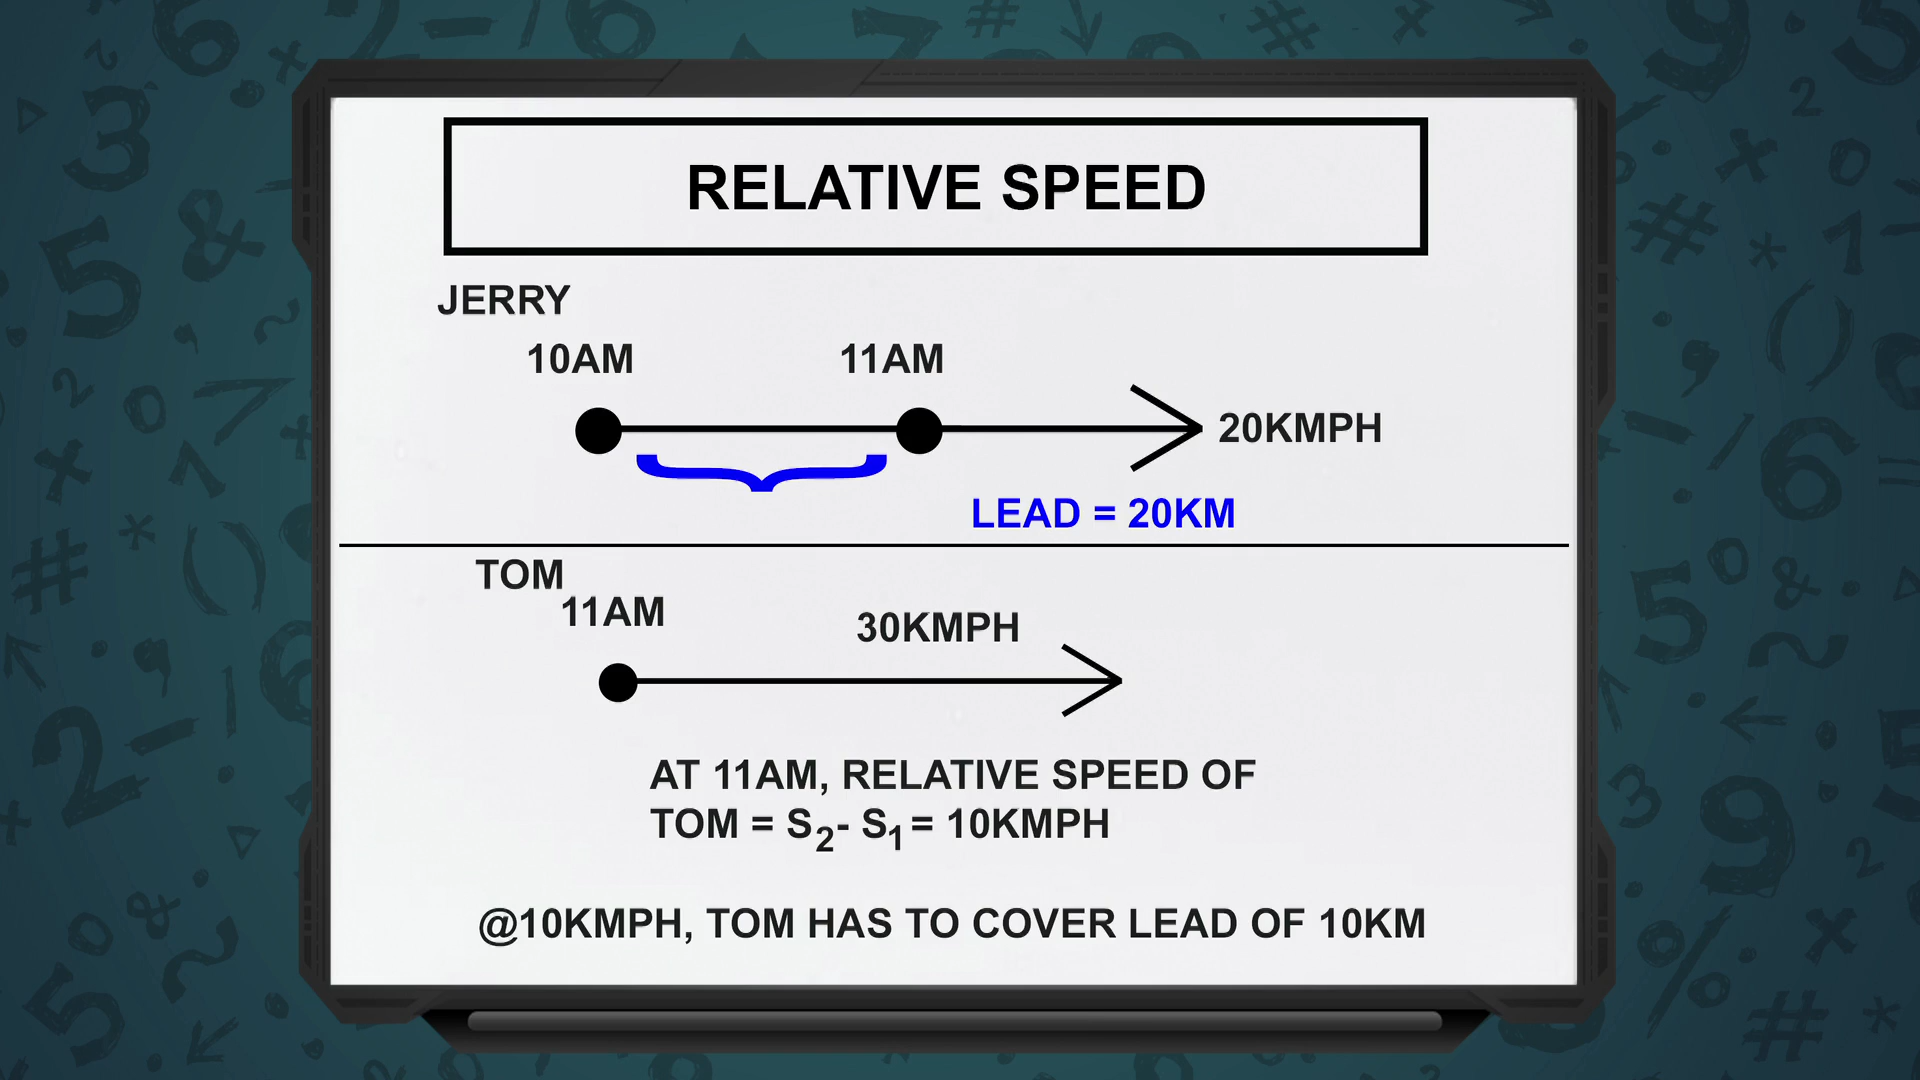 RELATIVE SPEED
JERRY
10AM
11AM
20KMPH
LEAD = 20KM
TOM
11AM
30KMPH
AT 11AM, RELATIVE SPEED OF
TOM = S2- S1= 10KMPH
@10KMPH, TOM HAS TO COVER LEAD OF 10KM